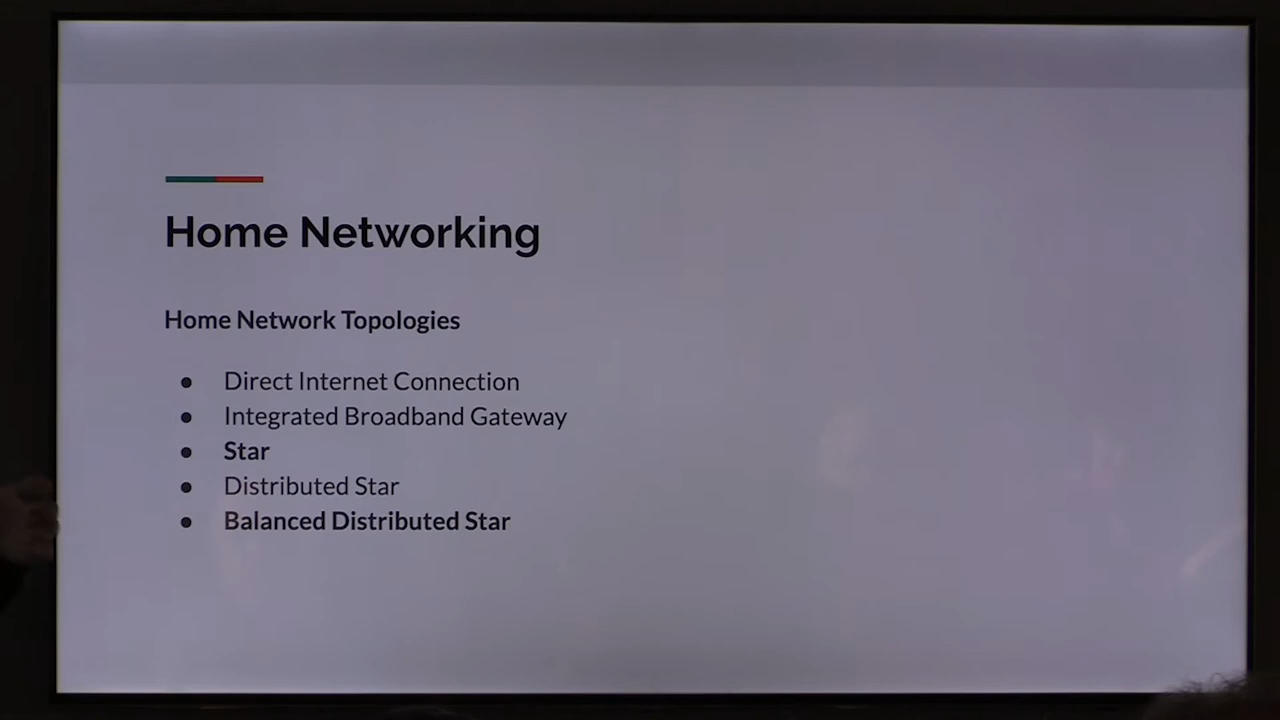 Home Networking
Home Network Topologies
● Direct Internet Connection
● Integrated Broadband Gateway
● Star
● Distributed Star
● Balanced Distributed Star